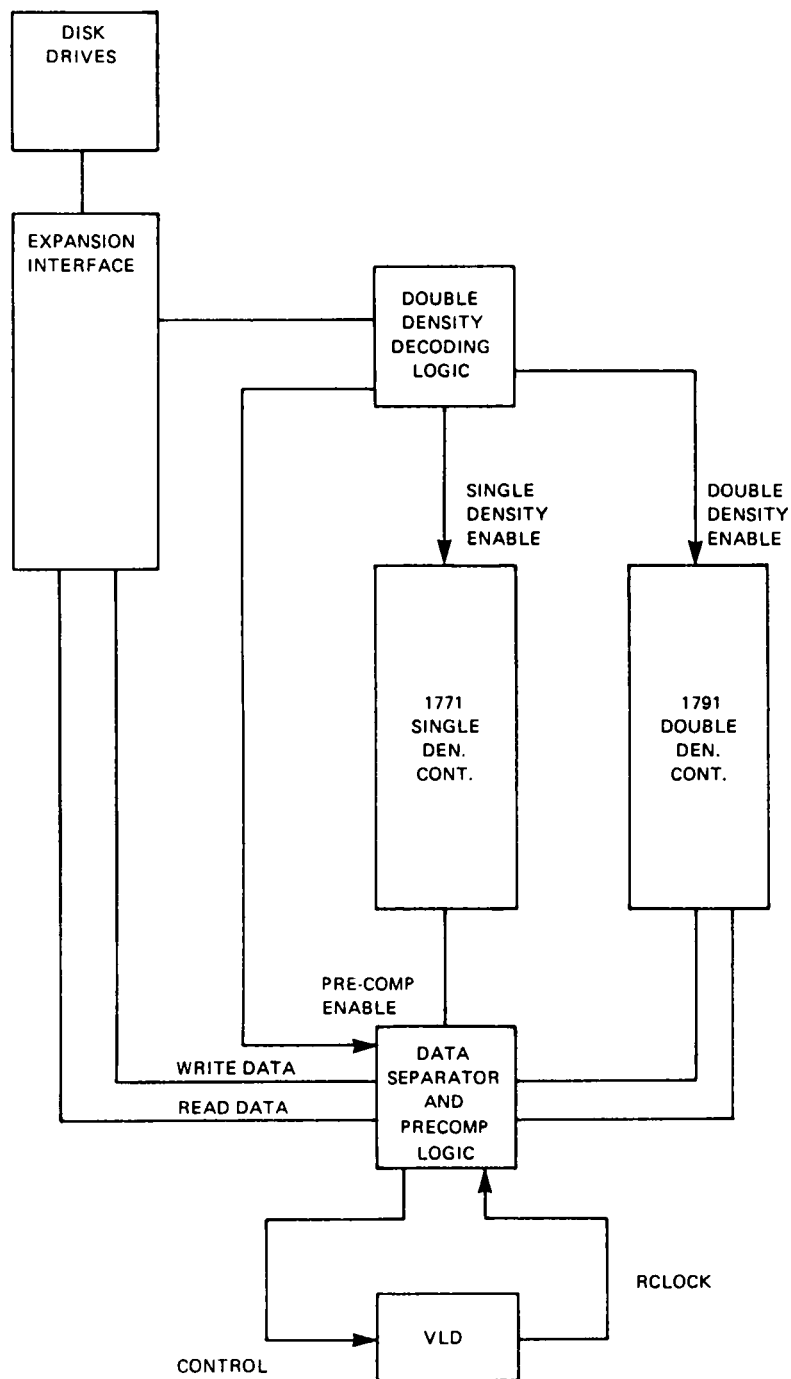 DISK
DRIVES
EXPANSION
INTERFACE
DOUBLE
DENSITY
DECODING
LOGIC
SINGLE
DENSITY
ENABLE
DOUBLE
DENSITY
ENABLE
1771
SINGLE
DEN.
CONT.
1791
DOUBLE
DEN.
CONT.
PRE-COMP
ENABLE
WRITE DATA
READ DATA
DATA
SEPARATOR
AND
PRECOMP
LOGIC
RCLOCK
VLD
CONTROL